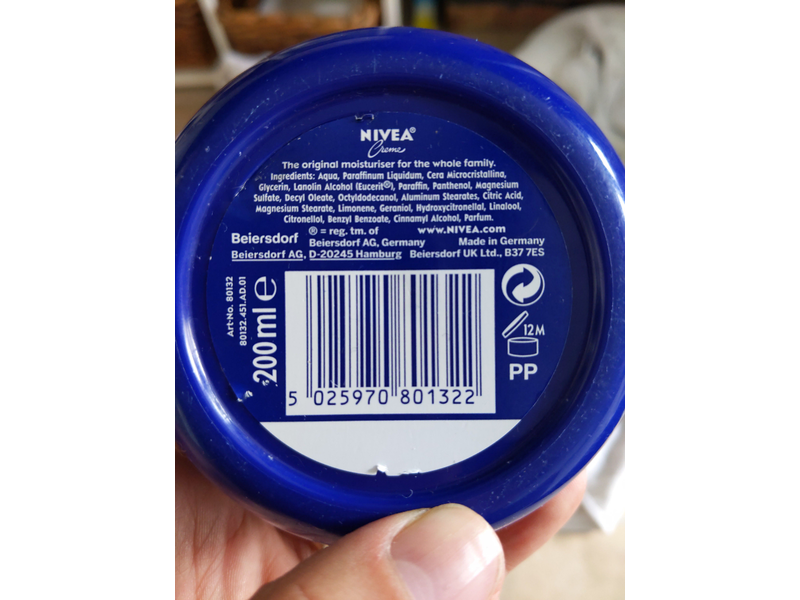 NIVEA®
Creme
The original moisturiser for the whole family.
Ingredients: Aqua, Paraffinum Liquidum, Cera Microcristallina,
Glycerin, Lanolin Alcohol (Eucerit®), Paraffin, Panthenol, Magnesium
Sulfate, Decyl Oleate, Octyldodecanol, Aluminum Stearates, Citric Acid,
Magnesium Stearate, Limonene, Geraniol, Hydroxycitronellal, Linalool,
Citronellol, Benzyl Benzoate, Cinnamyl Alcohol, Parfum.
® = reg. tm. of www.NIVEA.com
Beiersdorf Beiersdorf AG, Germany Made in Germany
Beiersdorf AG, D-20245 Hamburg Beiersdorf UK Ltd., B37 7ES
Art-No. 80132
80132.451.AD.01
200 ml e
12M
PP
5 025970 801322